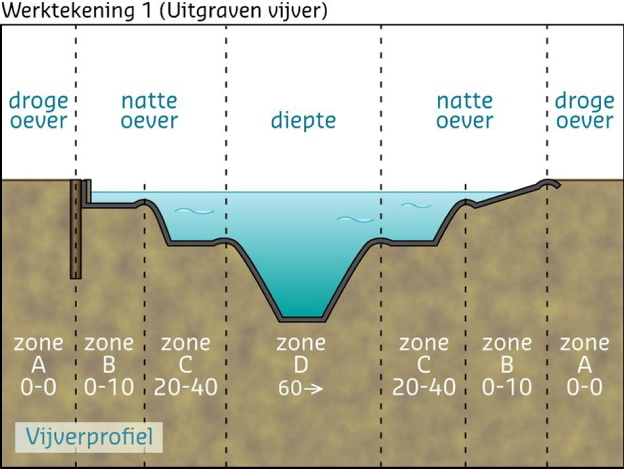 Werktekening 1 (Uitgraven vijver)
droge
oever
natte
oever
diepte
natte
oever
droge
oever
zone
A
0-0
zone
B
0-10
zone
C
20-40
zone
D
60→
zone
C
20-40
zone
B
0-10
zone
A
0-0
Vijverprofiel